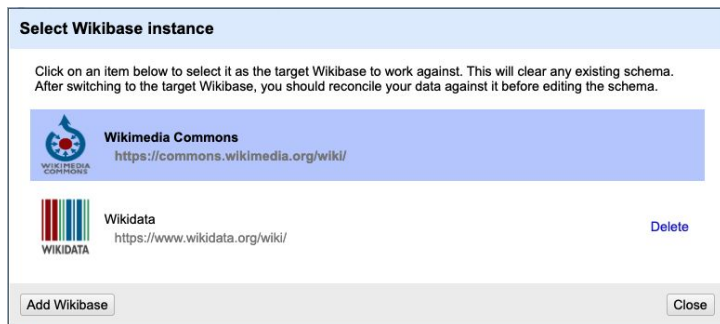 Select Wikibase instance
Click on an item below to select it as the target Wikibase to work against. This will clear any existing schema.
After switching to the target Wikibase, you should reconcile your data against it before editing the schema.
WIKIMEDIA
COMMONS
Wikimedia Commons
https://commons.wikimedia.org/wiki/
WIKIDATA
Wikidata
https://www.wikidata.org/wiki/
Delete
Add Wikibase
Close